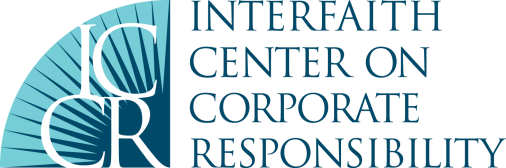 IC
CR
INTERFAITH
CENTER ON
CORPORATE
RESPONSIBILITY